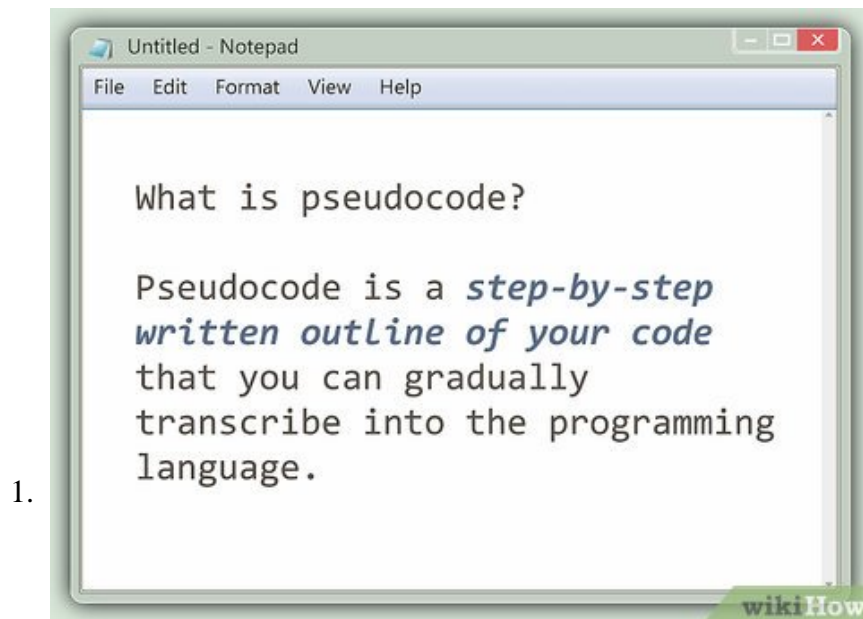 Untitled - Notepad
File Edit Format View Help
What is pseudocode?
Pseudocode is a step-by-step
written outline of your code
that you can gradually
transcribe into the programming
language.
1.
wikiHow